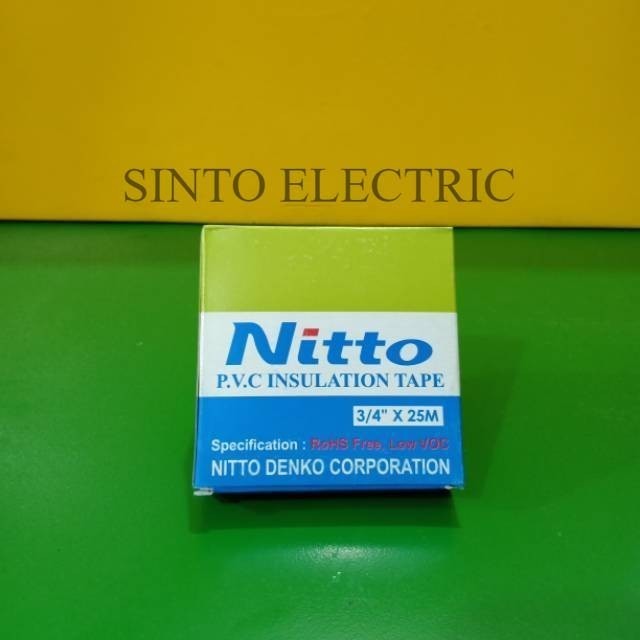 SINTO ELECTRIC
Nitto
P.V.C INSULATION TAPE
3/4" X 25M
Specification : RoHS Free, Low VOC
NITTO DENKO CORPORATION